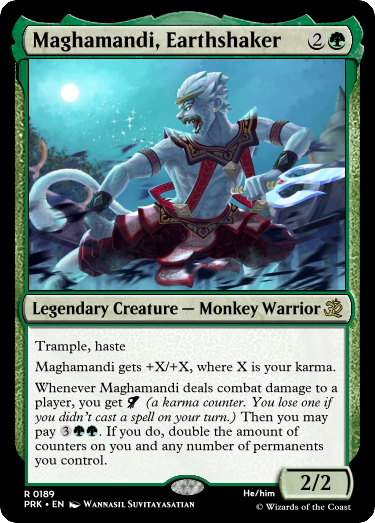 Maghamandi, Earthshaker 2
Legendary Creature — Monkey Warrior
Trample, haste
Maghamandi gets +X/+X, where X is your karma.
Whenever Maghamandi deals combat damage to a
player, you get (a karma counter. You lose one if
you didn't cast a spell on your turn.) Then you may
pay 3. If you do, double the amount of
counters on you and any number of permanents
you control.
2/2
R 0189
PRK • EN Wannasil Suvitayasatian
He/him
© Wizards of the Coast